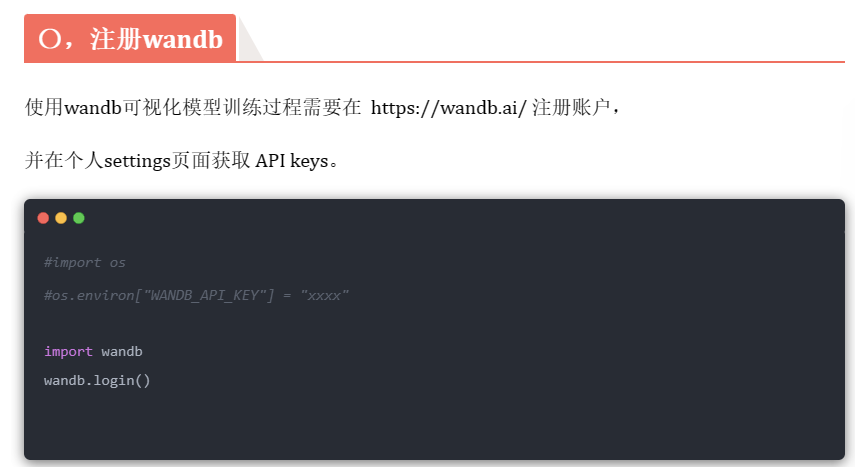 〇，注册wandb
使用wandb可视化模型训练过程需要在 https://wandb.ai/ 注册账户，
并在个人settings页面获取 API keys。
#import os
#os.environ["WANDB_API_KEY"] = "xxxx"
import wandb
wandb.login()